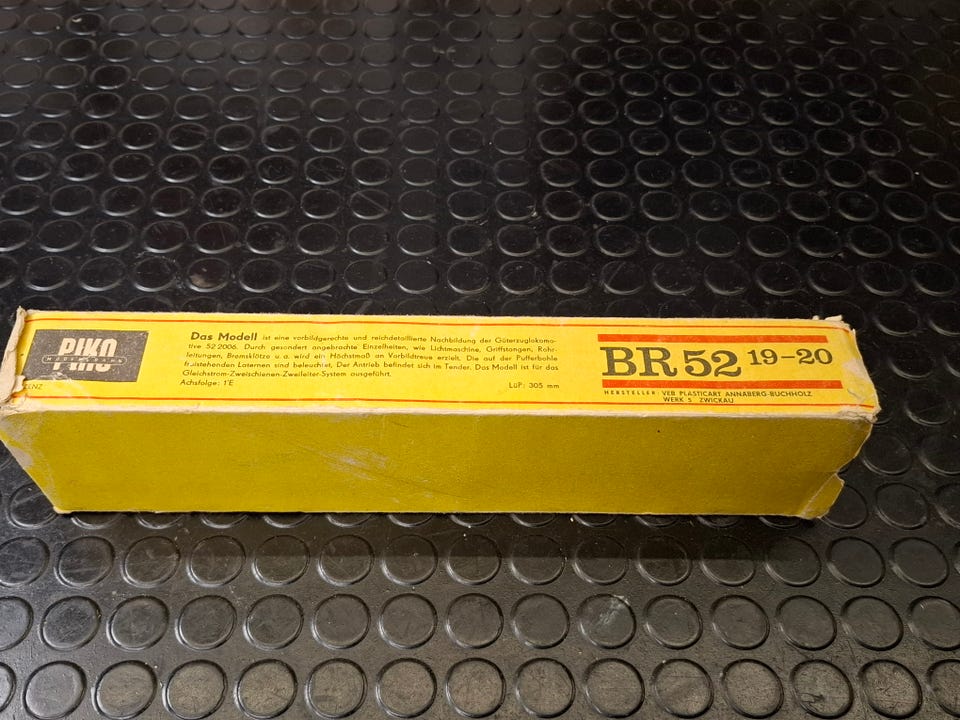 PIKO
MODELLBAHN
ENZ
Das Modell ist eine vorbildgerechte und reichdetaillierte Nachbildung der Güterzuglokomo-
tive 52 2006. Durch gesondert angebrachte Einzelheiten, wie Lichtmaschine, Griffstangen, Rohr-
leitungen, Bremsklötze u. a. wird ein Höchstmaß an Vorbildtreue erzielt. Die auf der Pufferbohle
freistehenden Laternen sind beleuchtet. Der Antrieb befindet sich im Tender. Das Modell ist für das
Gleichstrom-Zweischienen-Zweileiter-System ausgeführt.
Achsfolge: 1'E LüP: 305 mm
BR 52 19-20
HERSTELLER: VEB PLASTICART ANNABERG-BUCHHOLZ
WERK 5 ZWICKAU